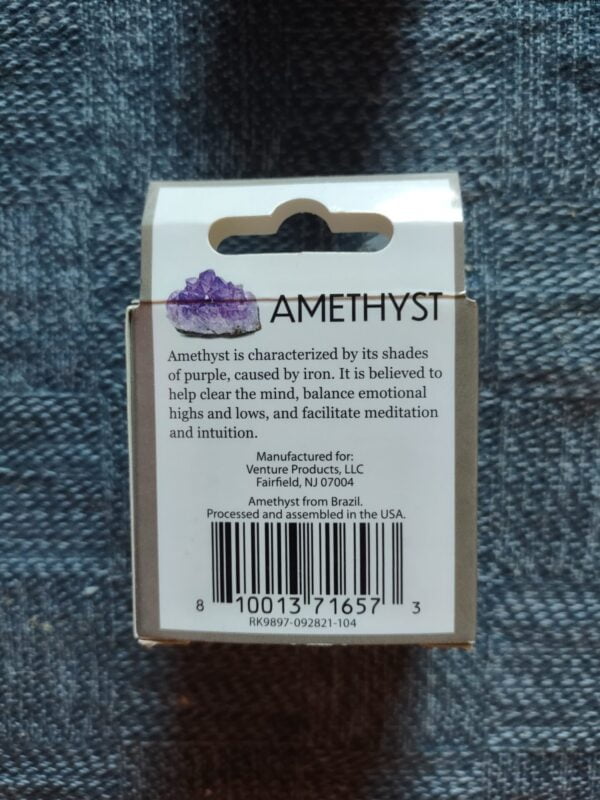 AMETHYST
Amethyst is characterized by its shades
of purple, caused by iron. It is believed to
help clear the mind, balance emotional
highs and lows, and facilitate meditation
and intuition.
Manufactured for:
Venture Products, LLC
Fairfield, NJ 07004
Amethyst from Brazil.
Processed and assembled in the USA.
8 10013 71657 3
RK9897-092821-104